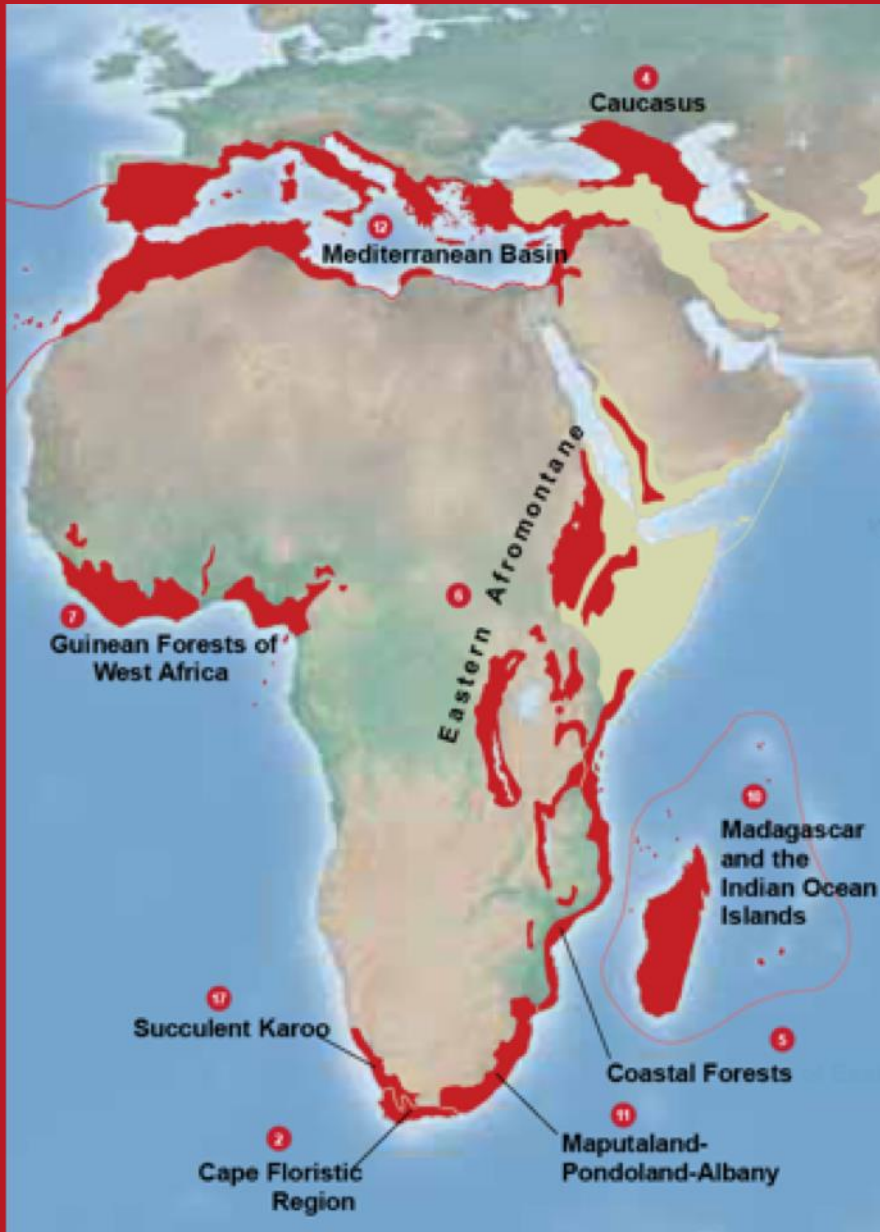 4
Caucasus
12
Mediterranean Basin
Eastern Afromontane
6
7
Guinean Forests of
West Africa
10
Madagascar
and the
Indian Ocean
Islands
17
Succulent Karoo
5
Coastal Forests
11
Maputaland-
Pondoland-Albany
2
Cape Floristic
Region